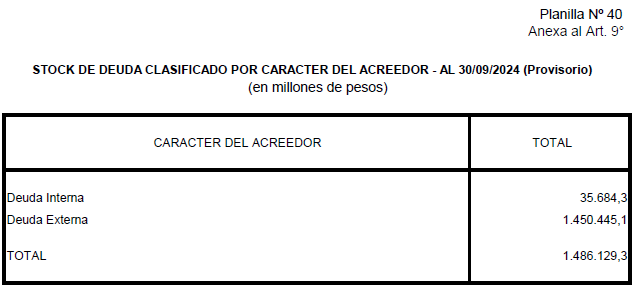 Planilla Nº 40
Anexa al Art. 9°
STOCK DE DEUDA CLASIFICADO POR CARACTER DEL ACREEDOR - AL 30/09/2024 (Provisorio)
(en millones de pesos)
CARACTER DEL ACREEDOR TOTAL
Deuda Interna 35.684,3
Deuda Externa 1.450.445,1
TOTAL 1.486.129,3